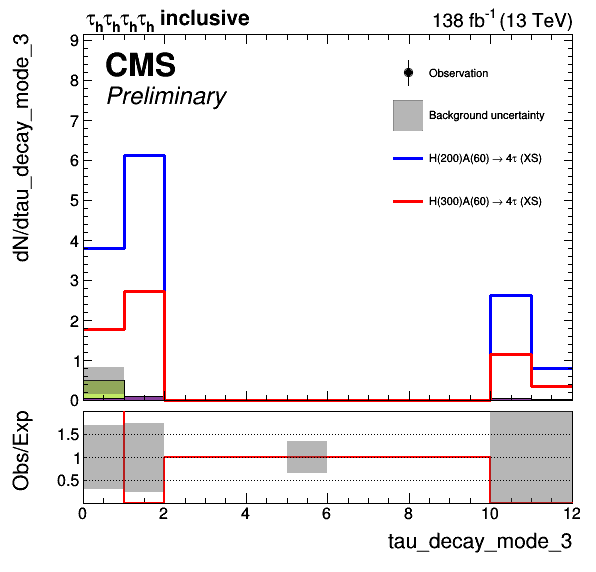 τhτhτhτh inclusive
138 fb-1 (13 TeV)
CMS
Preliminary
Observation
Background uncertainty
H(200)A(60) → 4τ (XS)
H(300)A(60) → 4τ (XS)
dN/dtau_decay_mode_3
9
8
7
6
5
4
3
2
1
0
Obs/Exp
1.5
1
0.5
0 2 4 6 8 10 12
tau_decay_mode_3